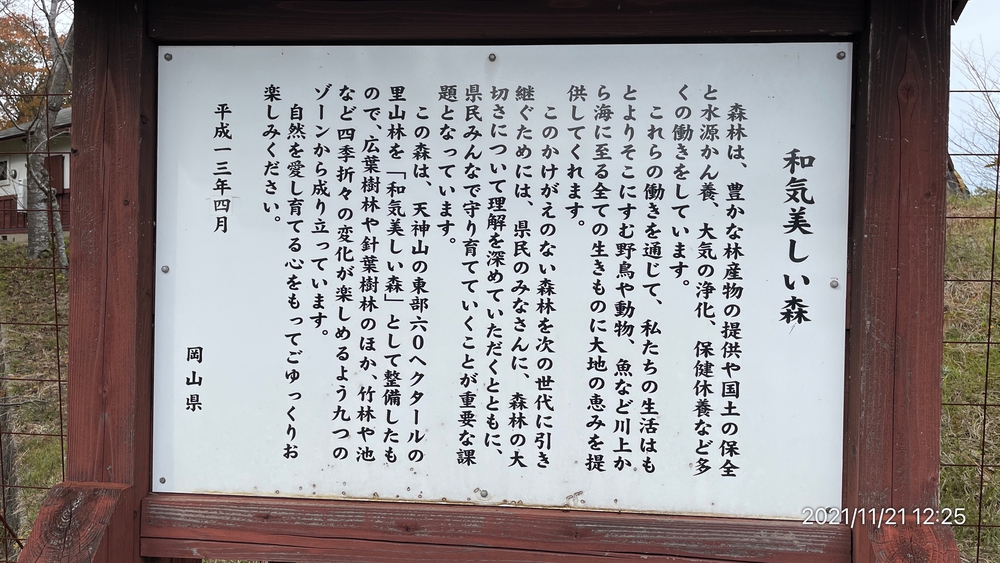 和気美しい森
森林は、豊かな林産物の提供や国土の保全
と水源かん養、大気の浄化、保健休養など多
くの働きをしています。
これらの働きを通じて、私たちの生活はも
とよりそこにすむ野鳥や動物、魚など川上か
ら海に至る全ての生きものに大地の恵みを提
供してくれます。
このかけがえのない森林を次の世代に引き
継ぐためには、県民のみなさんに、森林の大
切さについて理解を深めていただくとともに、
県民みんなで守り育てていくことが重要な課
題となっています。
この森は、天神山の東部六〇ヘクタールの
里山林を「和気美しい森」として整備したも
ので、広葉樹林や針葉樹林のほか、竹林や池
など四季折々の変化が楽しめるよう九つの
ゾーンから成り立っています。
自然を愛し育てる心をもってごゆっくりお
楽しみください。
平成一三年四月
岡山県
2021/11/21 12:25